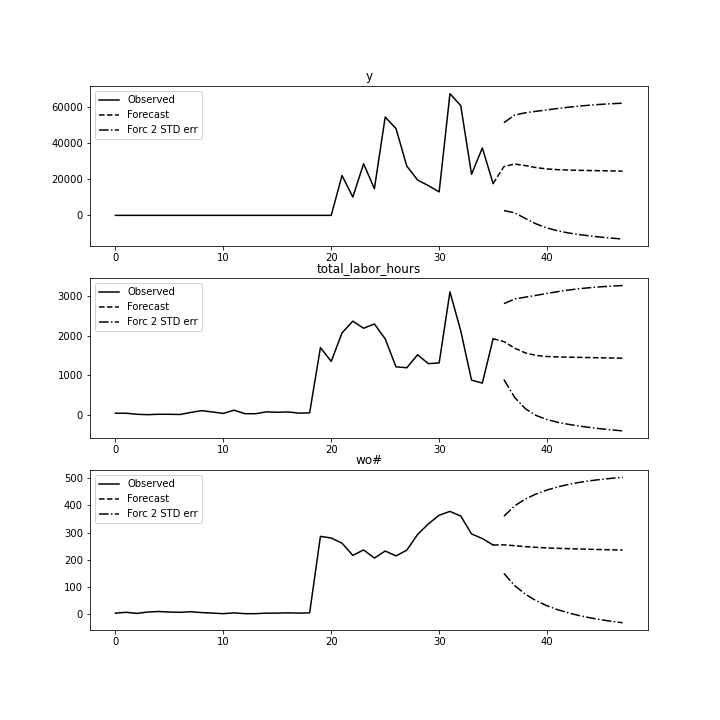 y
Observed
Forecast
Forc 2 STD err
60000
40000
20000
0
0 10 20 30 40
total_labor_hours
Observed
Forecast
Forc 2 STD err
3000
2000
1000
0
0 10 20 30 40
wo#
Observed
Forecast
Forc 2 STD err
500
400
300
200
100
0
0 10 20 30 40